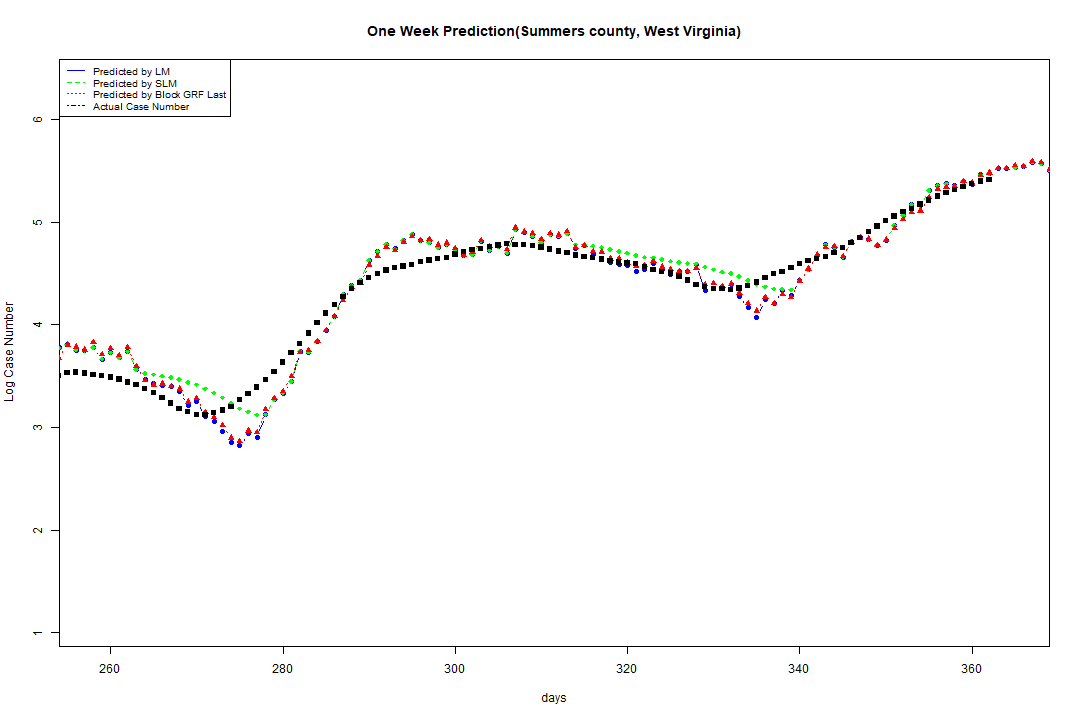 One Week Prediction(Summers county, West Virginia)
Predicted by LM
Predicted by SLM
Predicted by Block GRF Last
Actual Case Number
6
5
4
3
2
1
Log Case Number
260 280 300 320 340 360
days